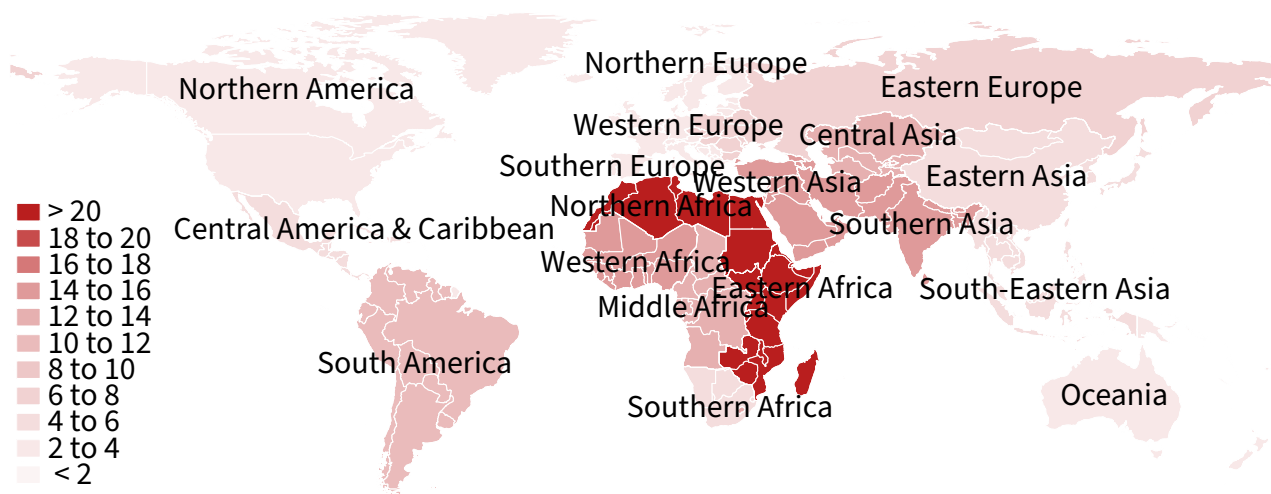 Northern Europe
Northern America
Eastern Europe
Western Europe
Central Asia
Southern Europe
Western Asia
Eastern Asia
Northern Africa
Central America & Caribbean
Southern Asia
Western Africa
Eastern Africa
South-Eastern Asia
Middle Africa
South America
Oceania
Southern Africa
> 20
18 to 20
16 to 18
14 to 16
12 to 14
10 to 12
8 to 10
6 to 8
4 to 6
2 to 4
< 2